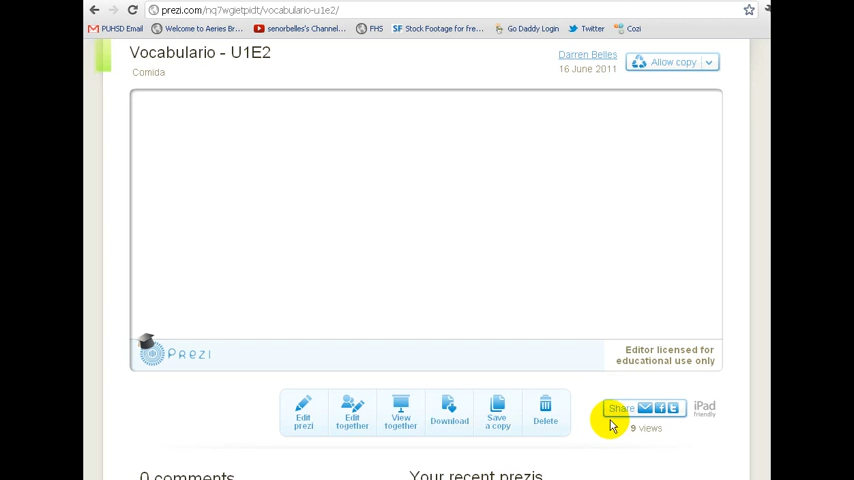 prezi.com/nq7wgietpidt/vocabulario-u1e2/
PUHSD Email Welcome to Aeries Br... senorbelles's Channel... FHS SF Stock Footage for fre... Go Daddy Login Twitter Cozi
Vocabulario - U1E2
Comida
Darren Belles
16 June 2011
Allow copy
PREZI
Editor licensed for
educational use only
Edit
prezi
Edit
together
View
together
Download
Save
a copy
Delete
Share
iPad
friendly
9 views
0 comments
Your recent prezis